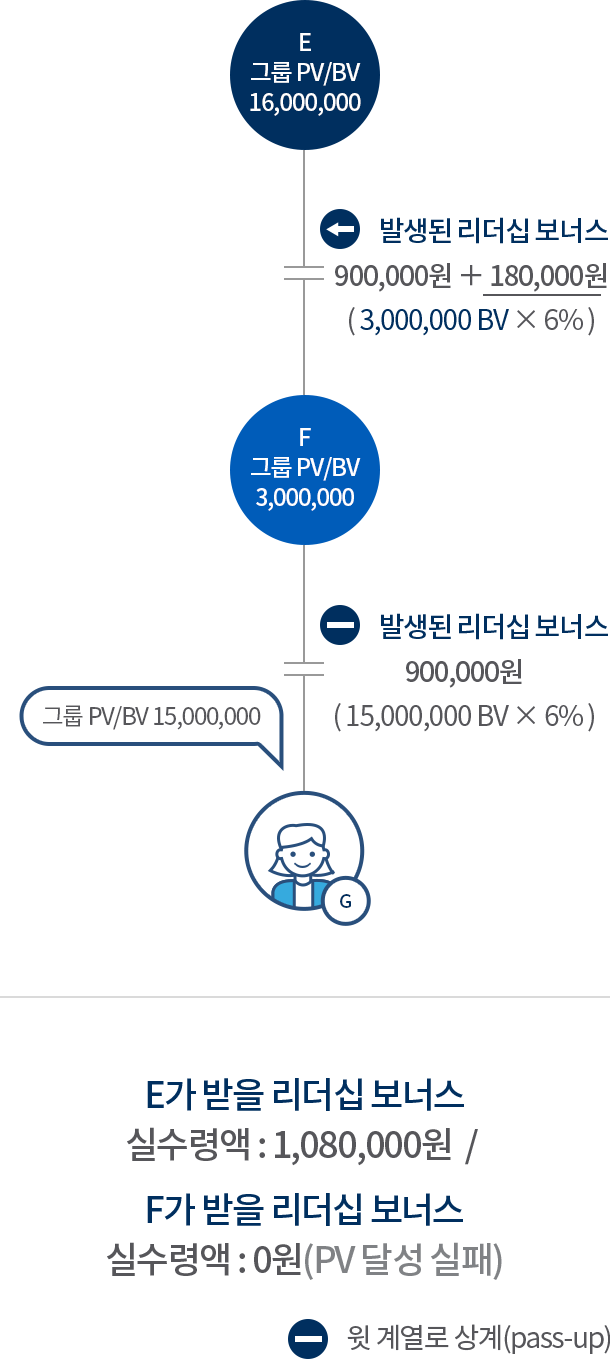 E
그룹 PV/BV
16,000,000
발생된 리더십 보너스
900,000원 + 180,000원
( 3,000,000 BV × 6% )
F
그룹 PV/BV
3,000,000
발생된 리더십 보너스
900,000원
( 15,000,000 BV × 6% )
그룹 PV/BV 15,000,000
G
E가 받을 리더십 보너스
실수령액 : 1,080,000원 /
F가 받을 리더십 보너스
실수령액 : 0원(PV 달성 실패)
윗 계열로 상계(pass-up)